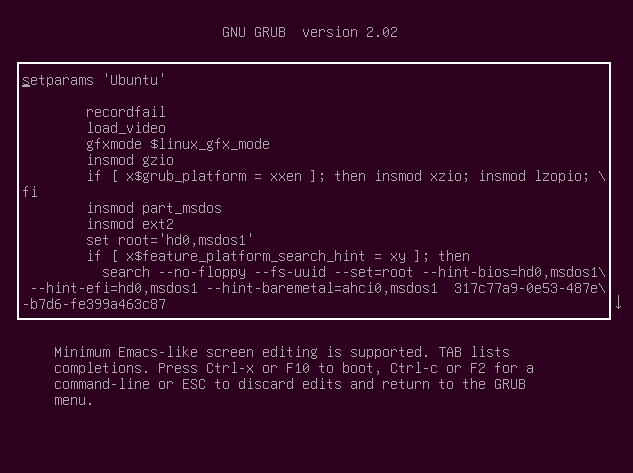 GNU GRUB  version 2.02
setparams 'Ubuntu'
recordfail
load_video
gfxmode $linux_gfx_mode
insmod gzio
if [ x$grub_platform = xxen ]; then insmod xzio; insmod lzopio; \
fi
insmod part_msdos
insmod ext2
set root='hd0,msdos1'
if [ x$feature_platform_search_hint = xy ]; then
search --no-floppy --fs-uuid --set=root --hint-bios=hd0,msdos1\
--hint-efi=hd0,msdos1 --hint-baremetal=ahci0,msdos1  317c77a9-0e53-487e\
-b7d6-fe399a463c87
↓
Minimum Emacs-like screen editing is supported. TAB lists
completions. Press Ctrl-x or F10 to boot, Ctrl-c or F2 for a
command-line or ESC to discard edits and return to the GRUB
menu.